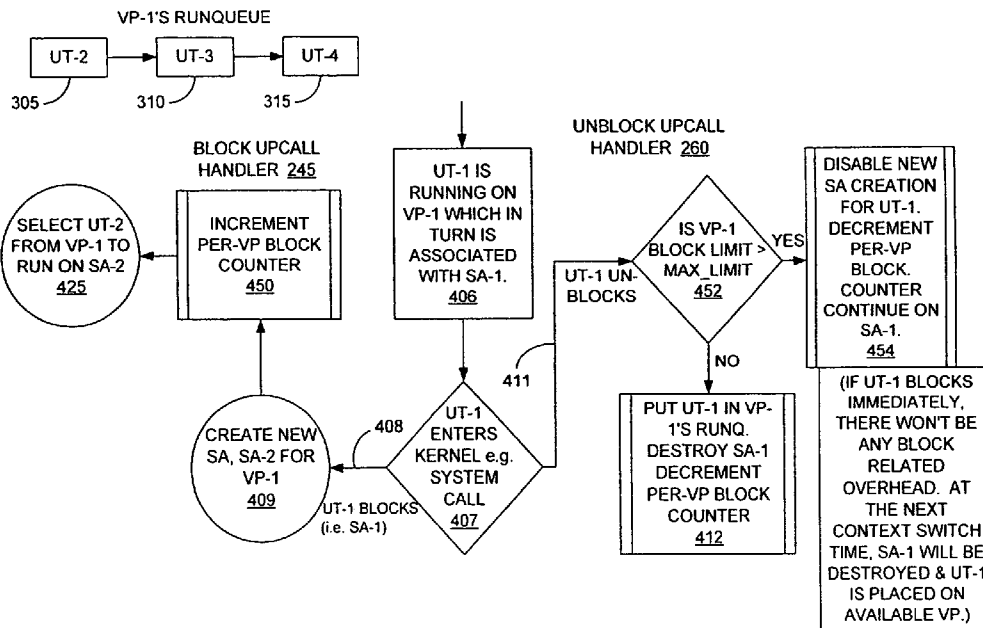 VP-1'S RUNQUEUE
UT-2
UT-3
UT-4
305
310
315
BLOCK UPCALL
HANDLER 245
SELECT UT-2
FROM VP-1 TO
RUN ON SA-2
425
INCREMENT
PER-VP BLOCK
COUNTER
450
UT-1 IS
RUNNING ON
VP-1 WHICH IN
TURN IS
ASSOCIATED
WITH SA-1.
406
UNBLOCK UPCALL
HANDLER 260
IS VP-1
BLOCK LIMIT >
MAX_LIMIT
452
YES
DISABLE NEW
SA CREATION
FOR UT-1.
DECREMENT
PER-VP
BLOCK.
COUNTER
CONTINUE ON
SA-1.
454
UT-1 UN-
BLOCKS
411
NO
CREATE NEW
SA, SA-2 FOR
VP-1
409
408
UT-1 BLOCKS
(i.e. SA-1)
UT-1
ENTERS
KERNEL e.g.
SYSTEM
CALL
407
PUT UT-1 IN VP-
1'S RUNQ.
DESTROY SA-1
DECREMENT
PER-VP BLOCK
COUNTER
412
(IF UT-1 BLOCKS
IMMEDIATELY,
THERE WON'T BE
ANY BLOCK
RELATED
OVERHEAD. AT
THE NEXT
CONTEXT SWITCH
TIME, SA-1 WILL BE
DESTROYED & UT-1
IS PLACED ON
AVAILABLE VP.)